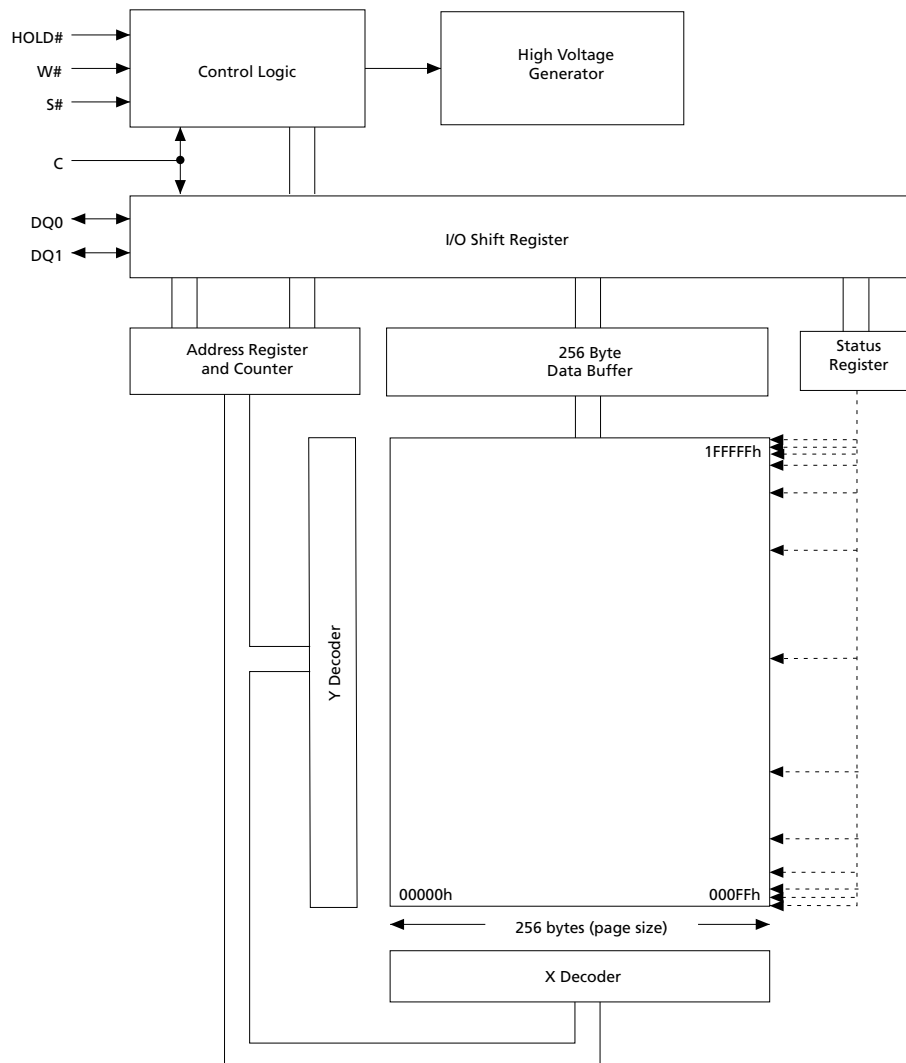 HOLD#
W#
S#
C
DQ0
DQ1
Control Logic
High Voltage
Generator
I/O Shift Register
Address Register
and Counter
256 Byte
Data Buffer
Status
Register
1FFFFFh
Y Decoder
00000h
000FFh
256 bytes (page size)
X Decoder